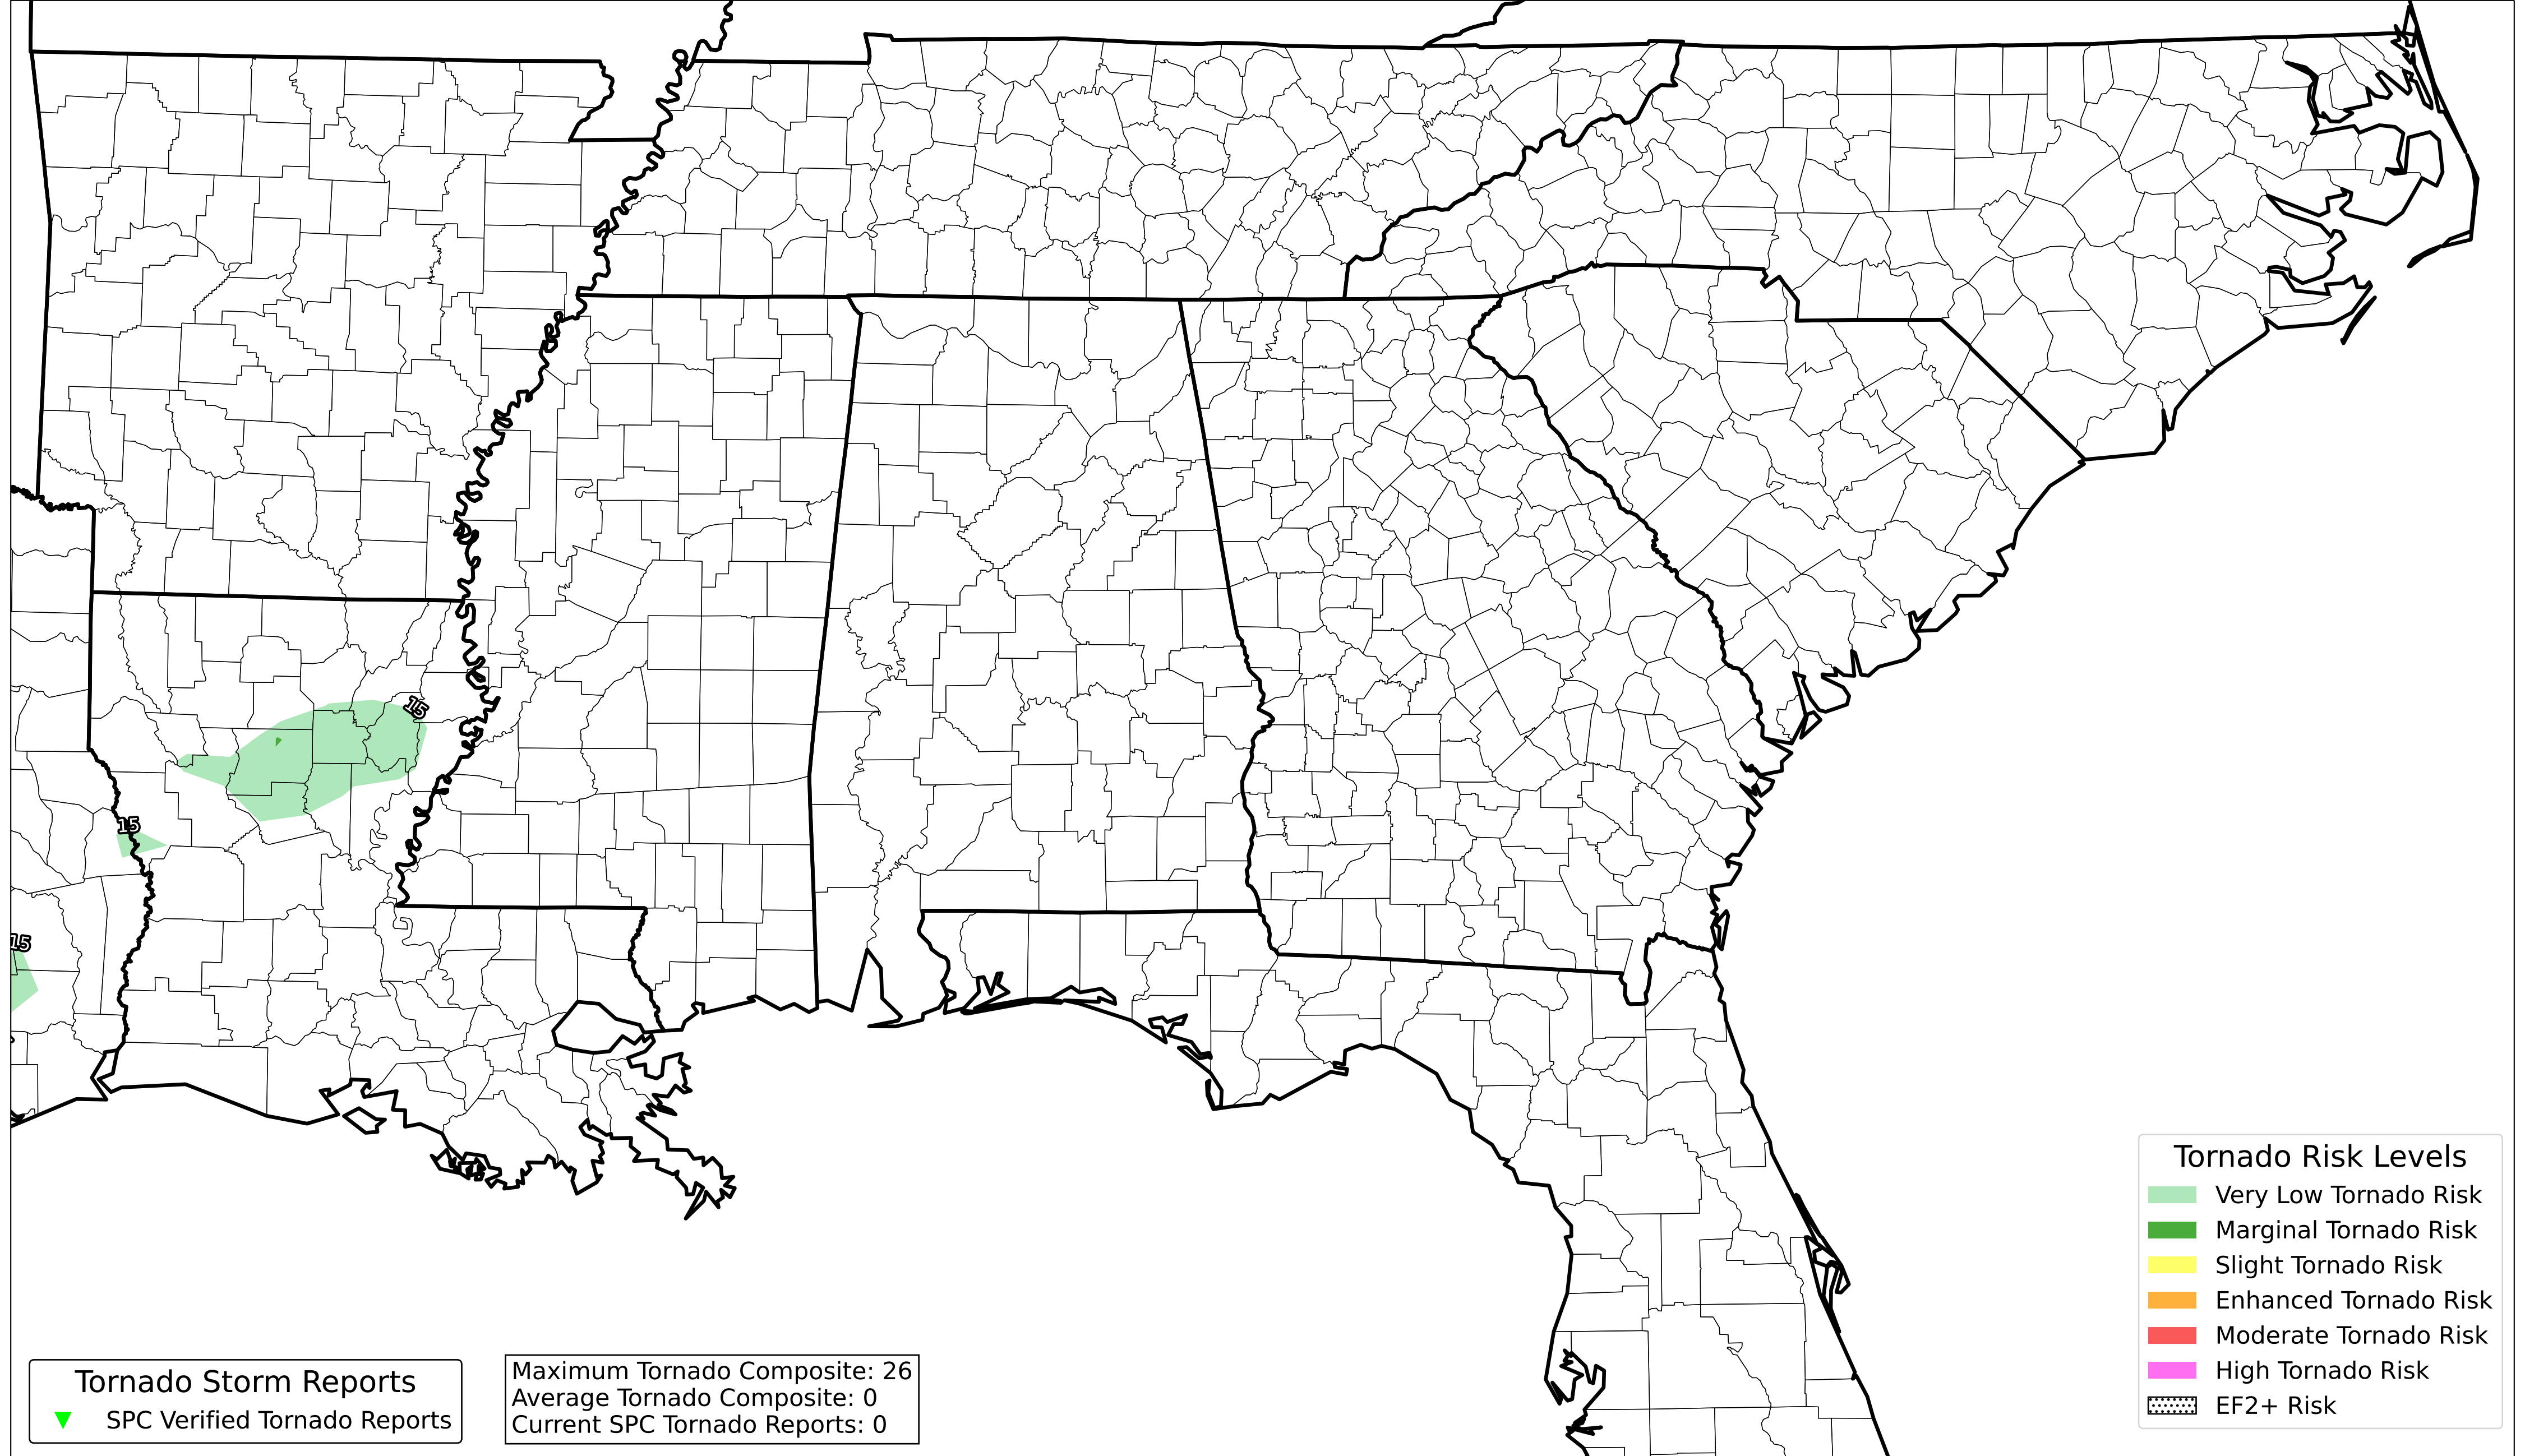 15
15
15
Tornado Storm Reports
SPC Verified Tornado Reports
Maximum Tornado Composite: 26
Average Tornado Composite: 0
Current SPC Tornado Reports: 0
Tornado Risk Levels
Very Low Tornado Risk
Marginal Tornado Risk
Slight Tornado Risk
Enhanced Tornado Risk
Moderate Tornado Risk
High Tornado Risk
EF2+ Risk